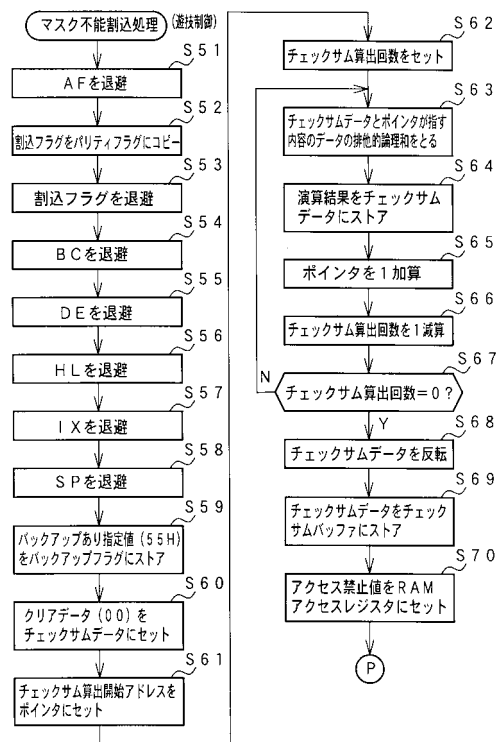 マスク不能割込処理 (遊技制御)
S51
AFを退避
S52
割込フラグをパリティフラグにコピー
S53
割込フラグを退避
S54
BCを退避
S55
DEを退避
S56
HLを退避
S57
IXを退避
S58
SPを退避
S59
バックアップあり指定値(55H)
をバックアップフラグにストア
S60
クリアデータ(00)を
チェックサムデータにセット
S61
チェックサム算出開始アドレスを
ポインタにセット
S62
チェックサム算出回数をセット
S63
チェックサムデータとポインタが指す
内容のデータの排他的論理和をとる
S64
演算結果をチェックサム
データにストア
S65
ポインタを1加算
S66
チェックサム算出回数を1減算
S67
N
チェックサム算出回数=0?
Y
S68
チェックサムデータを反転
S69
チェックサムデータをチェック
サムバッファにストア
S70
アクセス禁止値をRAM
アクセスレジスタにセット
P